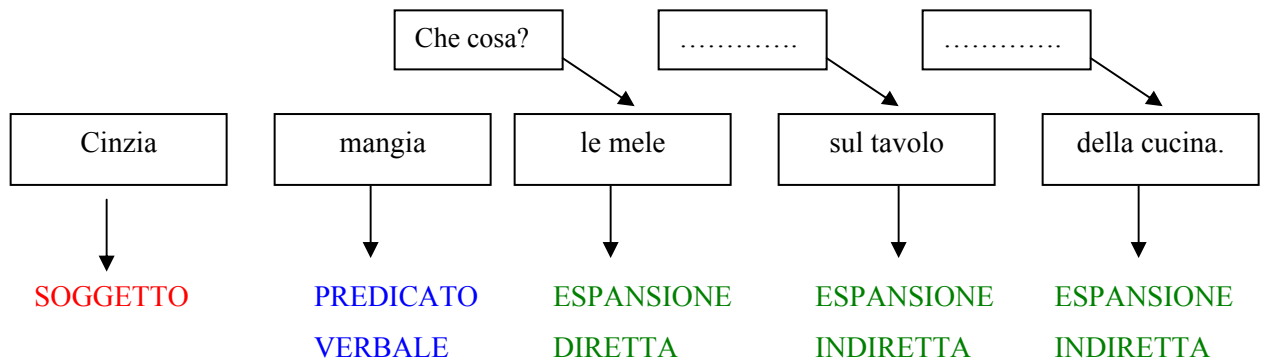 Che cosa? …………. ………….
Cinzia mangia le mele sul tavolo della cucina.
SOGGETTO PREDICATO ESPANSIONE ESPANSIONE ESPANSIONE
VERBALE DIRETTA INDIRETTA INDIRETTA